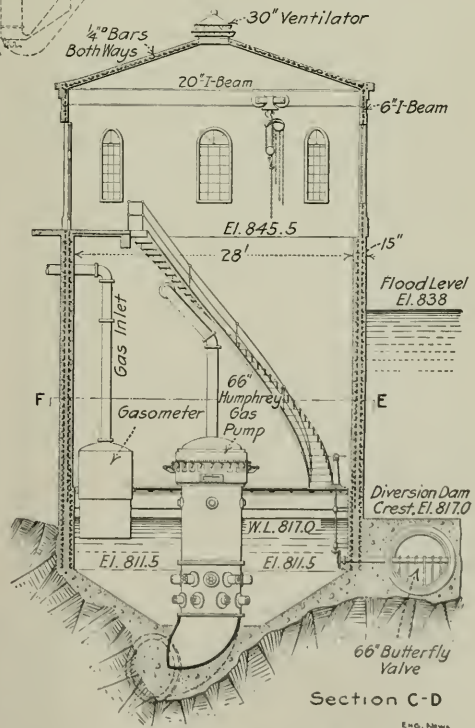 30" Ventilator
¼"ᵒ Bars
Both Ways
20" I-Beam
6" I-Beam
El. 845.5
28'
15"
Flood Level
El. 838
Gas Inlet
F
E
Gasometer
66"
Humphrey
Gas
Pump
Diversion Dam
Crest, El. 817.0
W.L. 817.0
El. 811.5
El. 811.5
66" Butterfly
Valve
Section C-D
ENG. NEWS